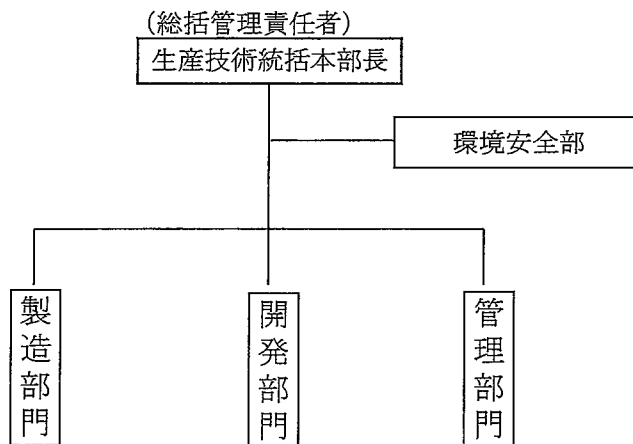 (総括管理責任者)
生産技術統括本部長
環境安全部
製造部門
開発部門
管理部門